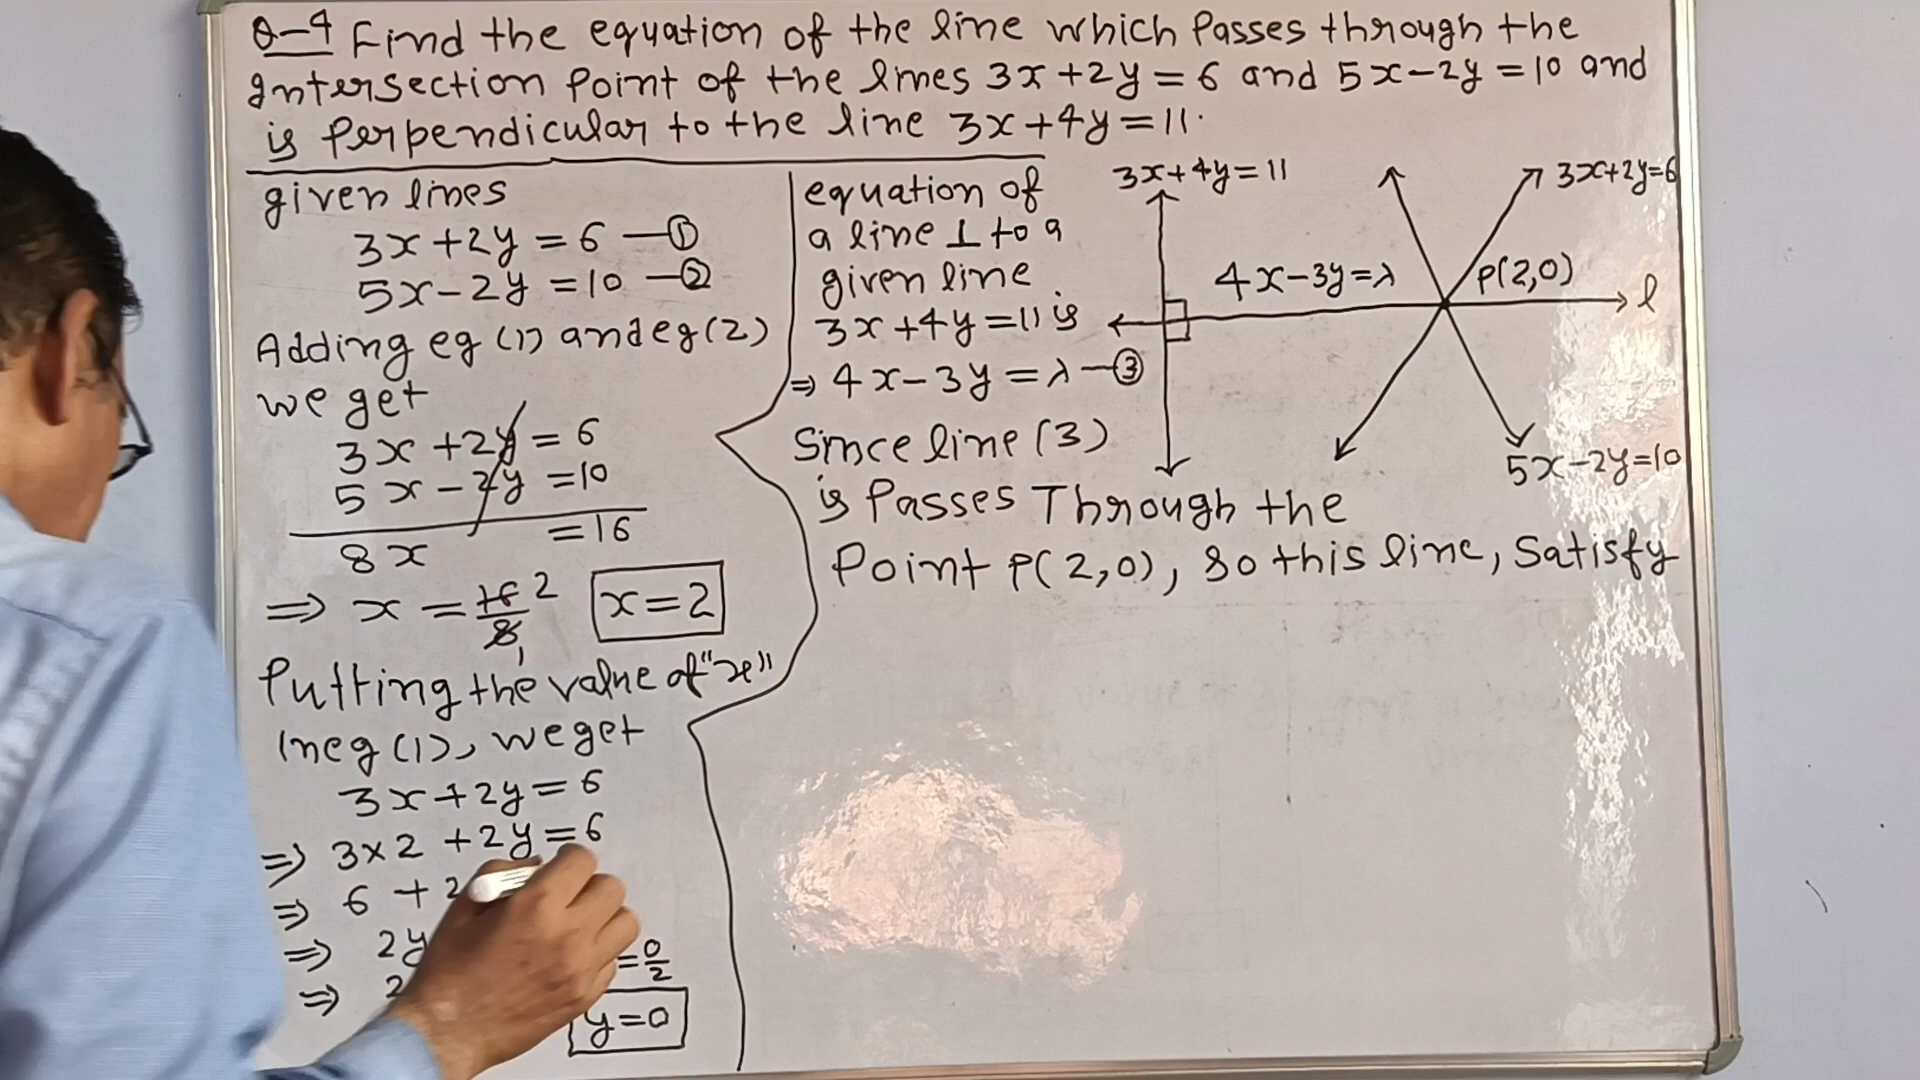 Q-4 Find the equation of the line which Passes through the
Intersection Point of the lines 3x+2y=6 and 5x-2y=10 and
is Perpendicular to the line 3x+4y=11.
given lines
3x+2y=6 —①
5x-2y=10 —②
Adding eq (1) and eq (2)
we get
3x+2y=6
5x-2y=10
8x =16
⇒ x=16/8 2 1 x=2
Putting the value of "x"
In eq (1), we get
3x+2y=6
⇒ 3×2+2y=6
⇒ 6+2
⇒ 2y =0/2
⇒ 2 y=0
equation of
a line ⊥ to a
given line
3x+4y=11 is
⇒ 4x-3y=λ —③
Since line (3)
is Passes Through the
Point P(2,0), so this line, Satisfy
3x+4y=11
3x+2y=6
4x-3y=λ
P(2,0)
l
5x-2y=10